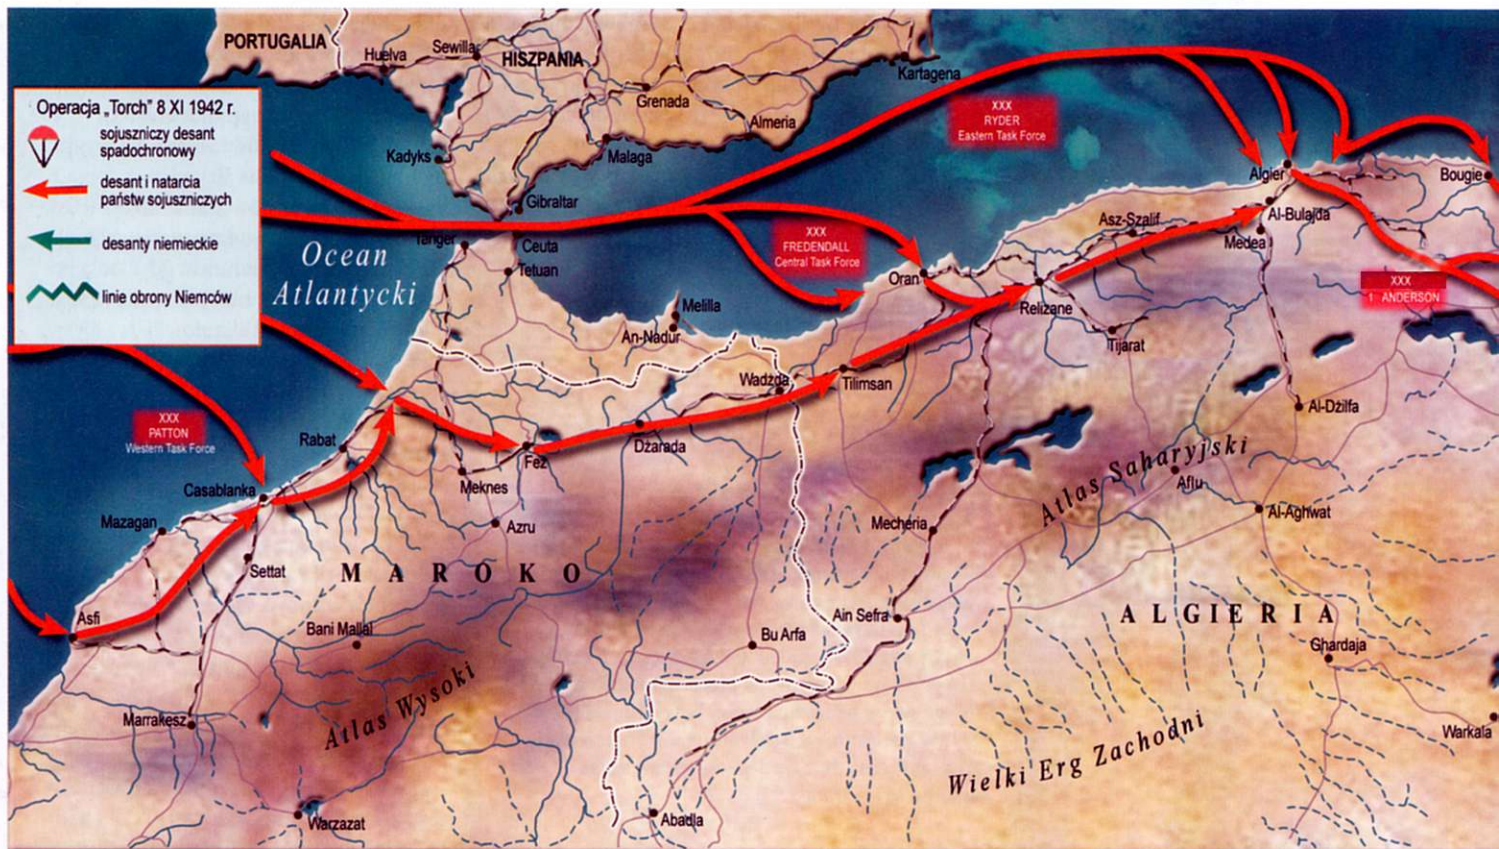 PORTUGALIA
Huelva
Sewilla
HISZPANIA
Kartagena
Grenada
Almeria
Kadyks
Malaga
Gibraltar
Operacja „Torch” 8 XI 1942 r.
sojuszniczy desant
spadochronowy
desant i natarcia
państw sojuszniczych
desanty niemieckie
linie obrony Niemców
XXX
RYDER
Eastern Task Force
XXX
FREDENDALL
Central Task Force
XXX
1 ANDERSON
XXX
PATTON
Western Task Force
Ocean
Atlantycki
Tanger
Ceuta
Tetuan
Melilla
An-Nadur
Oran
Asz-Szalif
Algier
Bougie
Al-Bulajda
Medea
Relizane
Tijarat
Wadżda
Tilimsan
Al-Dżilfa
Rabat
Fez
Dżarada
Meknes
Casablanka
Mazagan
Azru
Settat
Mecheria
Atlas Saharyjski
Aflu
Al-Aghwat
MAROKO
ALGIERIA
Asfi
Bani Mallal
Bu Arfa
Ain Sefra
Ghardaja
Marrakesz
Atlas Wysoki
Warkala
Wielki Erg Zachodni
Warzazat
Abadla